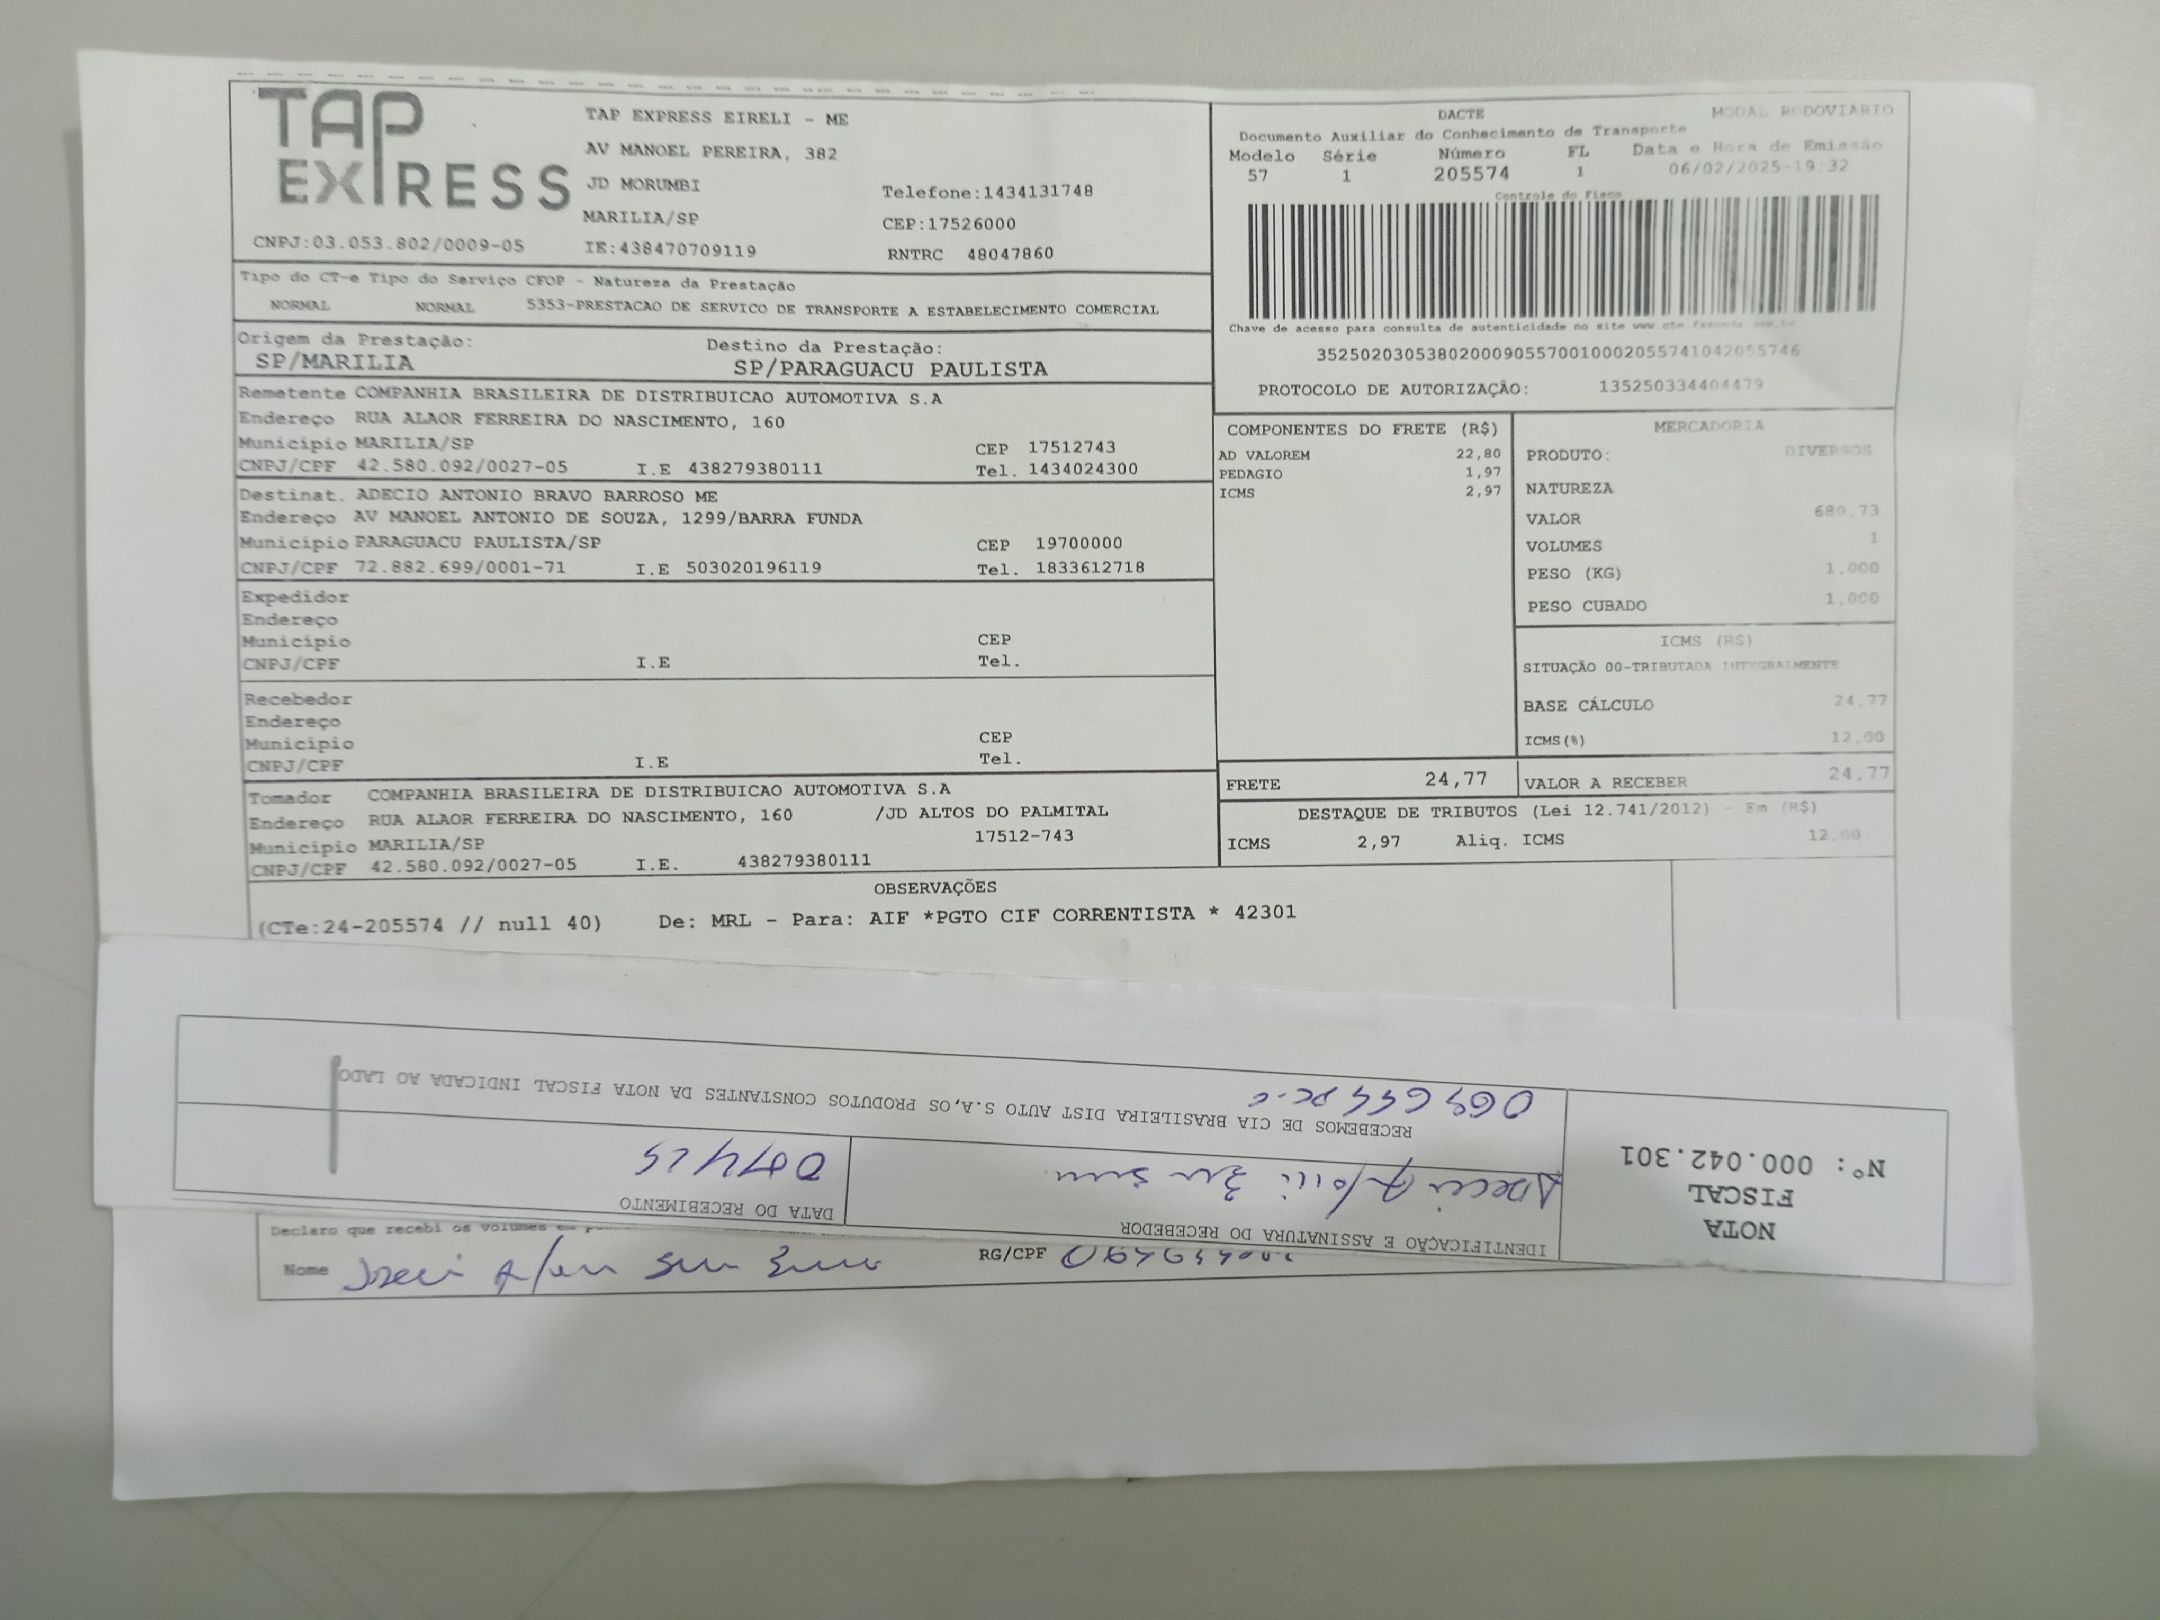 TAP EXPRESS
TAP EXPRESS EIRELI - ME
AV MANOEL PEREIRA, 382
JD MORUMBI
Telefone:1434131748
MARILIA/SP
CEP:17526000
CNPJ:03.053.802/0009-05
IE:438470709119
RNTRC 48047860
DACTE
MODAL RODOVIARIO
Documento Auxiliar do Conhecimento de Transporte
Modelo Série Número FL Data e Hora de Emissão
57 1 205574 1 06/02/2025-19:32
Controle do Fisco
Chave de acesso para consulta de autenticidade no site www.cte.fazenda.gov.br
35250203053802000905570010002055741042055746
PROTOCOLO DE AUTORIZAÇÃO: 135250334404479
Tipo do CT-e Tipo do Serviço CFOP - Natureza da Prestação
NORMAL NORMAL 5353-PRESTACAO DE SERVICO DE TRANSPORTE A ESTABELECIMENTO COMERCIAL
Origem da Prestação: Destino da Prestação:
SP/MARILIA SP/PARAGUACU PAULISTA
Remetente COMPANHIA BRASILEIRA DE DISTRIBUICAO AUTOMOTIVA S.A
Endereço RUA ALAOR FERREIRA DO NASCIMENTO, 160
Município MARILIA/SP CEP 17512743
CNPJ/CPF 42.580.092/0027-05 I.E 438279380111 Tel. 1434024300
Destinat. ADECIO ANTONIO BRAVO BARROSO ME
Endereço AV MANOEL ANTONIO DE SOUZA, 1299/BARRA FUNDA
Município PARAGUACU PAULISTA/SP CEP 19700000
CNPJ/CPF 72.882.699/0001-71 I.E 503020196119 Tel. 1833612718
Expedidor
Endereço
Município CEP
CNPJ/CPF I.E Tel.
Recebedor
Endereço
Município CEP
CNPJ/CPF I.E Tel.
Tomador COMPANHIA BRASILEIRA DE DISTRIBUICAO AUTOMOTIVA S.A
Endereço RUA ALAOR FERREIRA DO NASCIMENTO, 160 /JD ALTOS DO PALMITAL
Município MARILIA/SP 17512-743
CNPJ/CPF 42.580.092/0027-05 I.E. 438279380111
COMPONENTES DO FRETE (R$)
AD VALOREM 22,80
PEDAGIO 1,97
ICMS 2,97
MERCADORIA
PRODUTO: DIVERSOS
NATUREZA
VALOR 680,73
VOLUMES 1
PESO (KG) 1,000
PESO CUBADO 1,000
ICMS (R$)
SITUAÇÃO 00-TRIBUTADA INTEGRALMENTE
BASE CÁLCULO 24,77
ICMS(%) 12,00
FRETE 24,77 VALOR A RECEBER 24,77
DESTAQUE DE TRIBUTOS (Lei 12.741/2012) - Em (R$)
ICMS 2,97 Aliq. ICMS 12,00
OBSERVAÇÕES
(CTe:24-205574 // null 40) De: MRL - Para: AIF *PGTO CIF CORRENTISTA * 42301
NOTA
FISCAL
Nº: 000.042.301
IDENTIFICAÇÃO E ASSINATURA DO RECEBEDOR
DATA DO RECEBIMENTO
RECEBEMOS DE CIA BRASILEIRA DIST AUTO S.A,OS PRODUTOS CONSTANTES DA NOTA FISCAL INDICADA AO LADO
Declaro que recebi os volumes em
Nome
RG/CPF